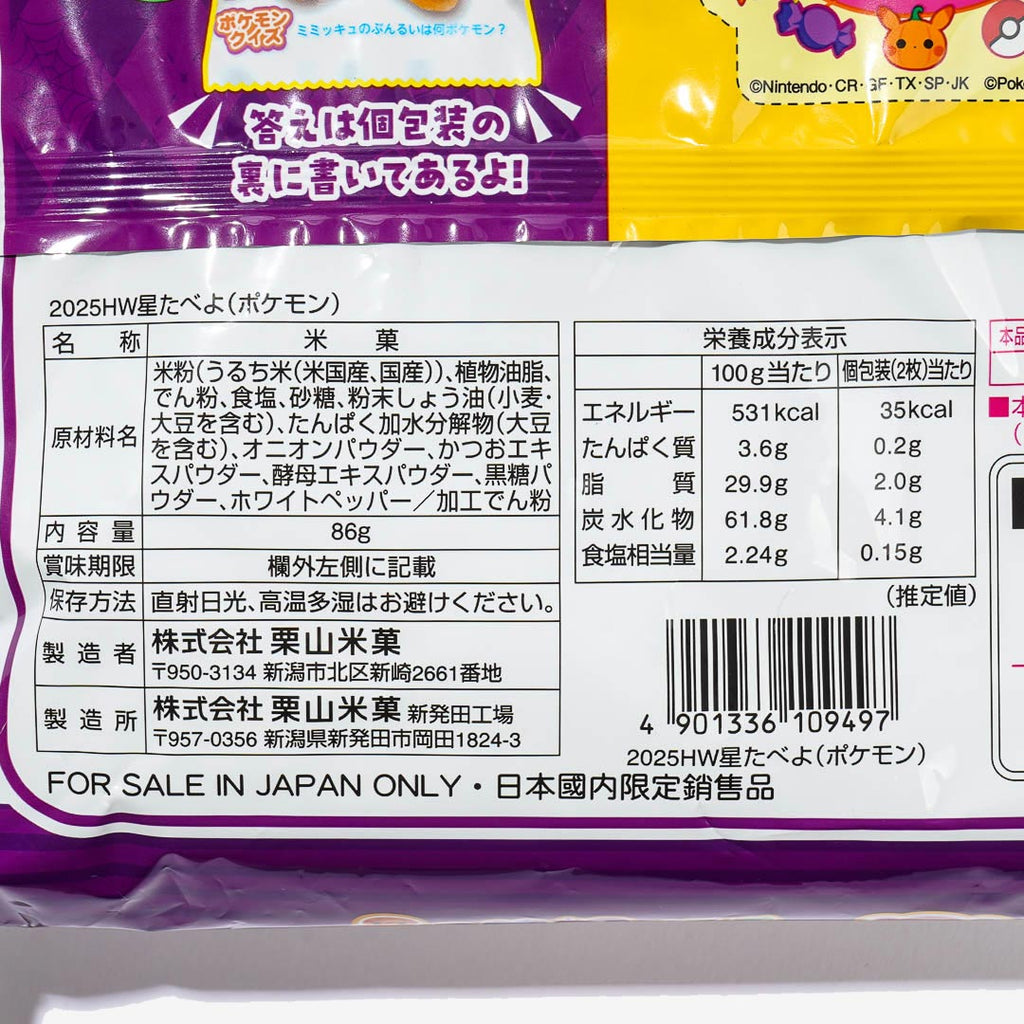 ポケモン
クイズ
ミミッキュのぶんるいは何ポケモン？
答えは個包装の
裏に書いてあるよ!
©Nintendo・CR・GF・TX・SP・JK ©Poké
2025HW星たべよ(ポケモン)
名称 米菓
原材料名 米粉(うるち米(米国産、国産))、植物油脂、
でん粉、食塩、砂糖、粉末しょう油(小麦・
大豆を含む)、たんぱく加水分解物(大豆
を含む)、オニオンパウダー、かつおエキ
スパウダー、酵母エキスパウダー、黒糖パ
ウダー、ホワイトペッパー／加工でん粉
内容量 86g
賞味期限 欄外左側に記載
保存方法 直射日光、高温多湿はお避けください。
製造者 株式会社 栗山米菓
〒950-3134 新潟市北区新崎2661番地
製造所 株式会社 栗山米菓 新発田工場
〒957-0356 新潟県新発田市岡田1824-3
栄養成分表示
100g当たり 個包装(2枚)当たり
エネルギー 531kcal 35kcal
たんぱく質 3.6g 0.2g
脂質 29.9g 2.0g
炭水化物 61.8g 4.1g
食塩相当量 2.24g 0.15g
(推定値)
4 901336 109497
2025HW星たべよ(ポケモン)
FOR SALE IN JAPAN ONLY・日本國内限定銷售品
本品
■本